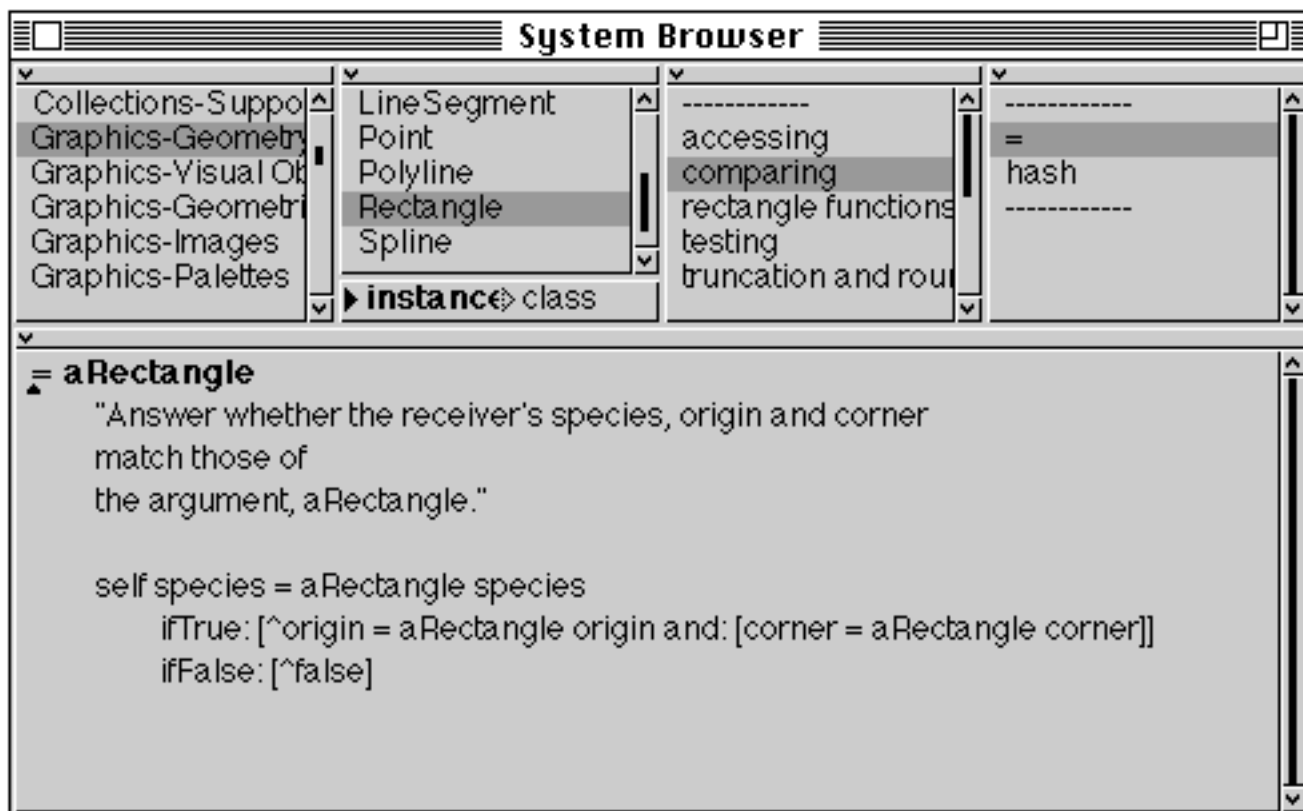 System Browser
Collections-Suppo
Graphics-Geometry
Graphics-Visual Ob
Graphics-Geometri
Graphics-Images
Graphics-Palettes
LineSegment
Point
Polyline
Rectangle
Spline
instance class
------------
accessing
comparing
rectangle functions
testing
truncation and rou
------------
=
hash
------------
= aRectangle
"Answer whether the receiver's species, origin and corner
match those of
the argument, aRectangle."
self species = aRectangle species
ifTrue: [^origin = aRectangle origin and: [corner = aRectangle corner]]
ifFalse: [^false]